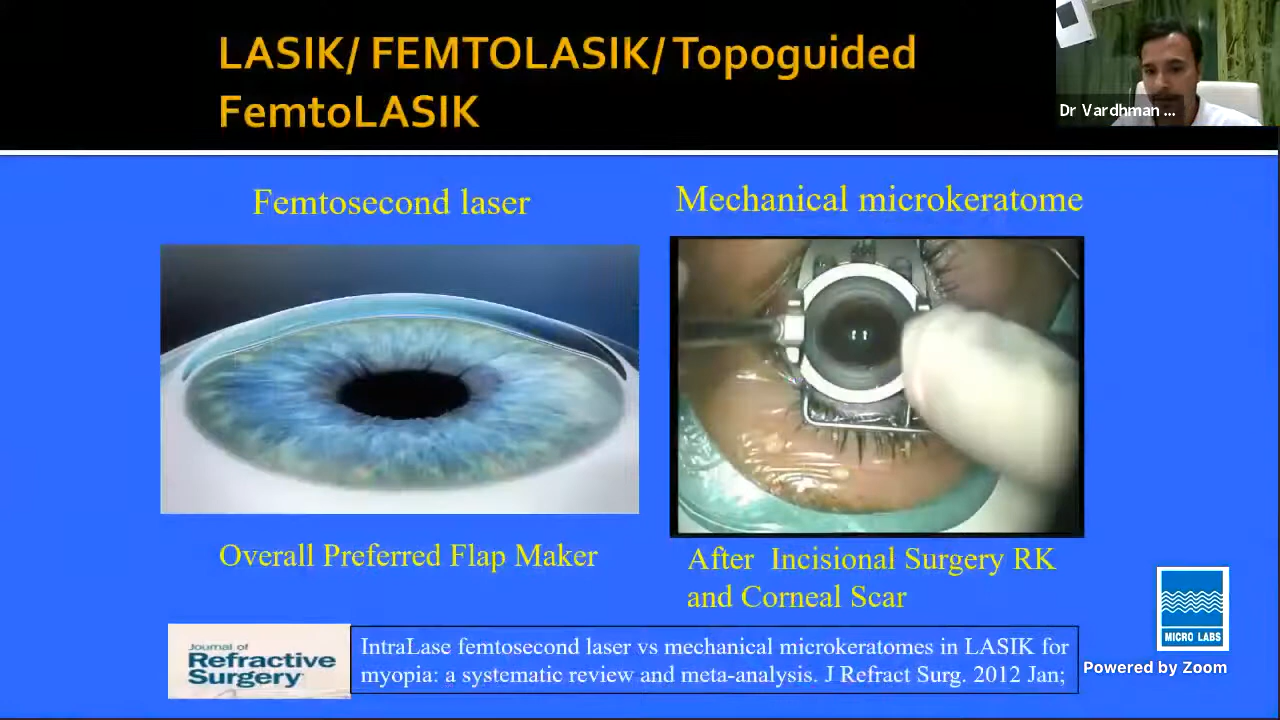 LASIK/ FEMTOLASIK/ Topoguided
FemtoLASIK
Dr Vardhman ...
Femtosecond laser
Mechanical microkeratome
Overall Preferred Flap Maker
After Incisional Surgery RK
and Corneal Scar
MICRO LABS
Journal of
Refractive
Surgery
IntraLase femtosecond laser vs mechanical microkeratomes in LASIK for
myopia: a systematic review and meta-analysis. J Refract Surg. 2012 Jan;
Powered by Zoom